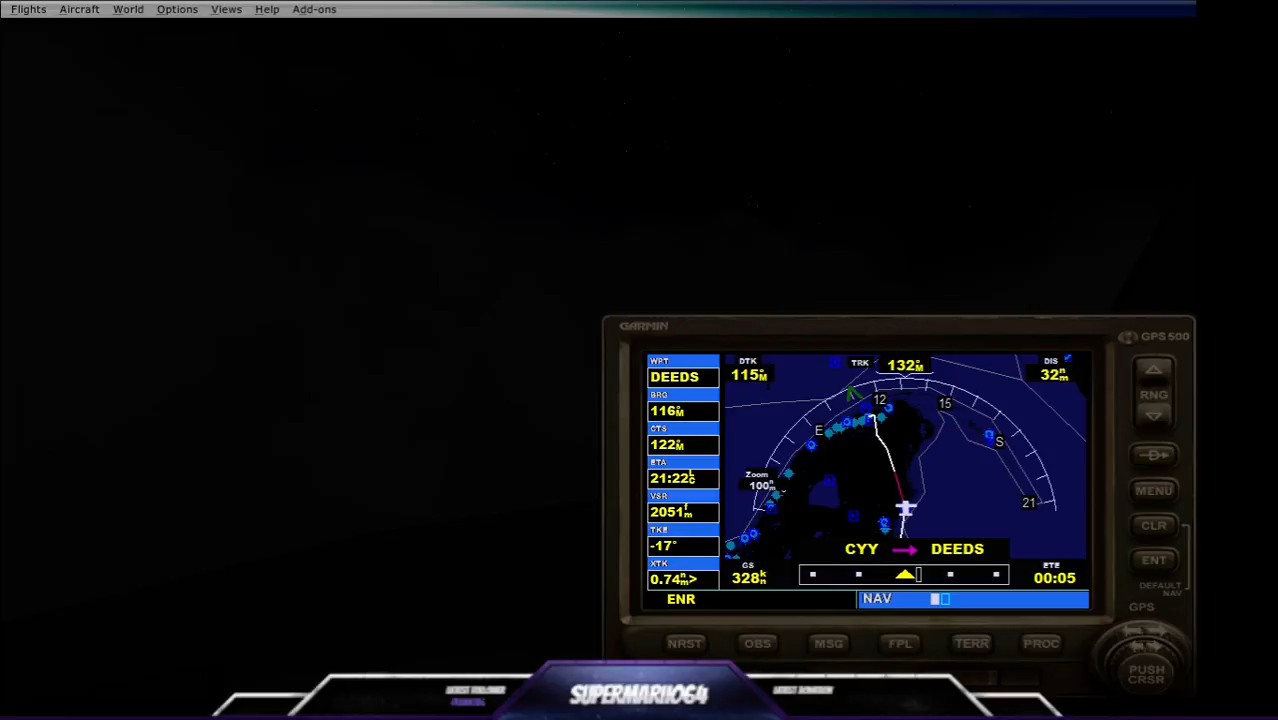 Flights Aircraft World Options Views Help Add-ons
GARMIN
GPS 500
WPT
DEEDS
BRG
116°M
CTS
122°M
ETA
21:22
VSR
2051
TKE
-17°
XTK
0.74
ENR
DTK
115°M
TRK
132°M
DIS
32
12
15
E
S
21
Zoom
100
CYY DEEDS
GS
328
ETE
00:05
NAV
RNG
MENU
CLR
ENT
DEFAULT
NAV
GPS
PUSH
CRSR
NRST OBS MSG FPL TERR PROC
SUPERMARIIO64